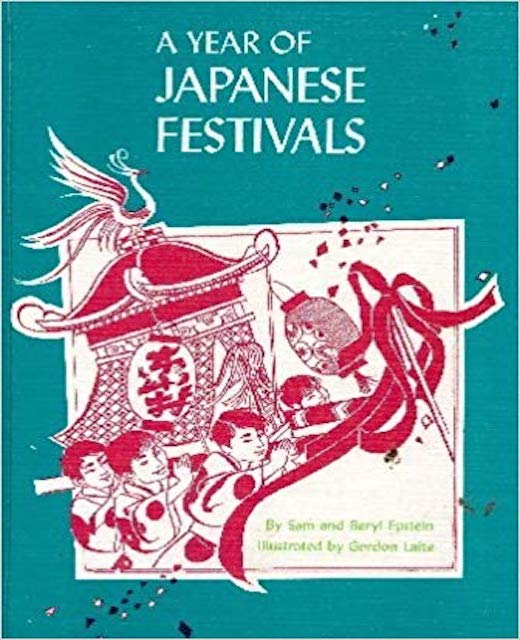 A YEAR OF
JAPANESE
FESTIVALS
By Sam and Beryl Epstein
Illustrated by Gordon Laite